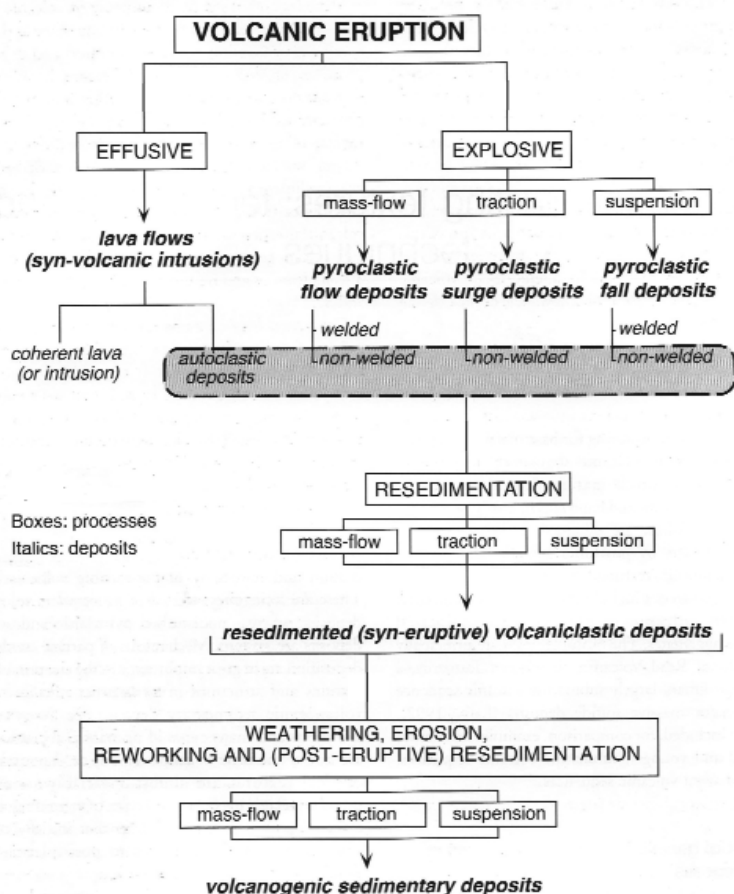 VOLCANIC ERUPTION
EFFUSIVE
EXPLOSIVE
mass-flow
traction
suspension
lava flows
(syn-volcanic intrusions)
pyroclastic
flow deposits
pyroclastic
surge deposits
pyroclastic
fall deposits
welded
welded
coherent lava
(or intrusion)
autoclastic
deposits
non-welded
non-welded
non-welded
RESEDIMENTATION
Boxes: processes
Italics: deposits
mass-flow
traction
suspension
resedimented (syn-eruptive) volcaniclastic deposits
WEATHERING, EROSION,
REWORKING AND (POST-ERUPTIVE) RESEDIMENTATION
mass-flow
traction
suspension
volcanogenic sedimentary deposits